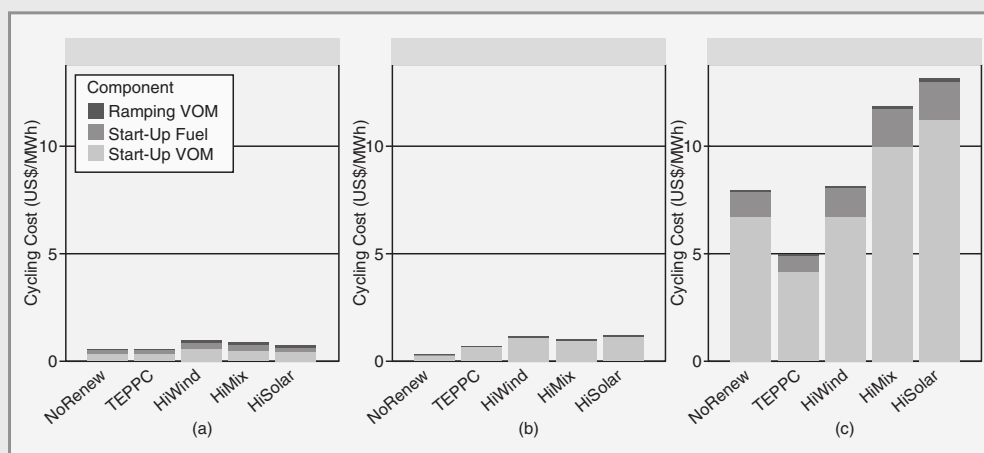 Cycling Cost (US$/MWh)
10
5
0
Component
Ramping VOM
Start-Up Fuel
Start-Up VOM
NoRenew
TEPPC
HiWind
HiMix
HiSolar
(a)
Cycling Cost (US$/MWh)
10
5
0
NoRenew
TEPPC
HiWind
HiMix
HiSolar
(b)
Cycling Cost (US$/MWh)
10
5
0
NoRenew
TEPPC
HiWind
HiMix
HiSolar
(c)